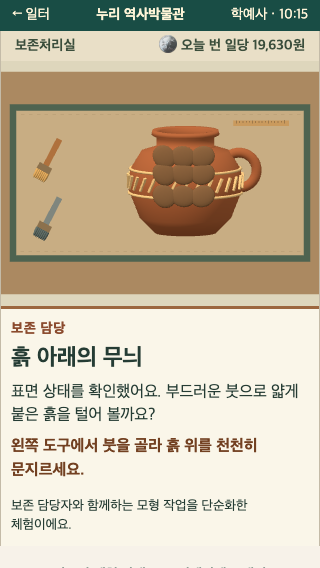 ← 일터 누리 역사박물관 학예사 · 10:15
보존처리실 오늘 번 일당 19,630원
보존 담당
흙 아래의 무늬
표면 상태를 확인했어요. 부드러운 붓으로 얇게
붙은 흙을 털어 볼까요?
왼쪽 도구에서 붓을 골라 흙 위를 천천히
문지르세요.
보존 담당자와 함께하는 모형 작업을 단순화한
체험이에요.